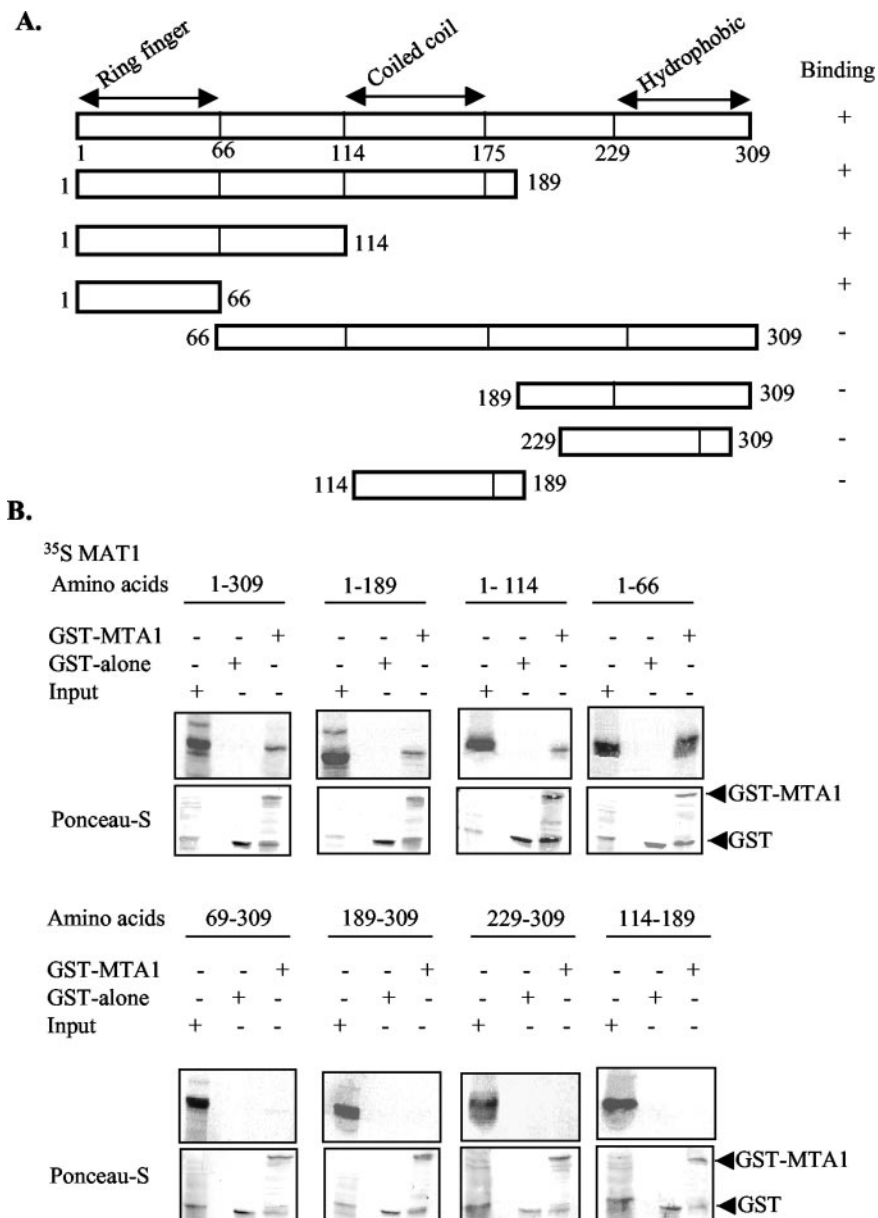 A.
Ring finger Coiled coil Hydrophobic Binding
+
1 66 114 175 229 309
1 189 +
1 114 +
1 66 +
66 309 -
189 309 -
229 309 -
114 189 -
B.
35S MAT1
Amino acids 1-309 1-189 1- 114 1-66
GST-MTA1 - - + - - + - - + - - +
GST-alone - + - - + - - + - - + -
Input + - - + - - + - - + - -
GST-MTA1
Ponceau-S
GST
Amino acids 69-309 189-309 229-309 114-189
GST-MTA1 - - + - - + - - + - - +
GST-alone - + - - + - - + - - + -
Input + - - + - - + - - + - -
GST-MTA1
Ponceau-S
GST